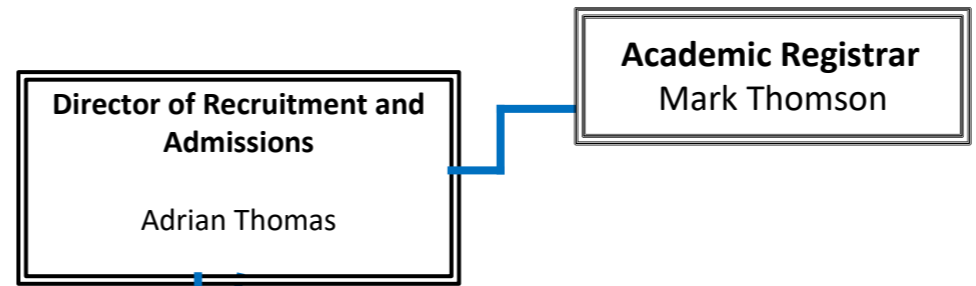 Academic Registrar
Mark Thomson
Director of Recruitment and
Admissions
Adrian Thomas